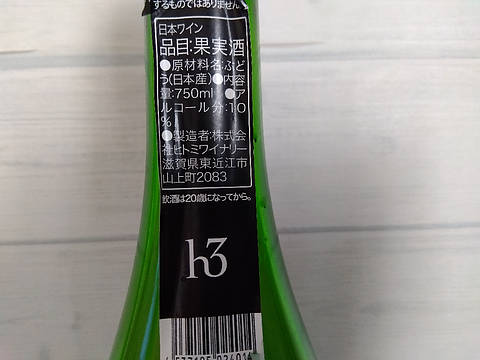 するものではありません
日本ワイン
品目:果実酒
●原材料名:ぶど
う(日本産)●内容
量:750ml ●ア
ルコール分:10
%
●製造者:株式会
社ヒトミワイナリー
滋賀県東近江市
山上町2083
飲酒は20歳になってから。
h3